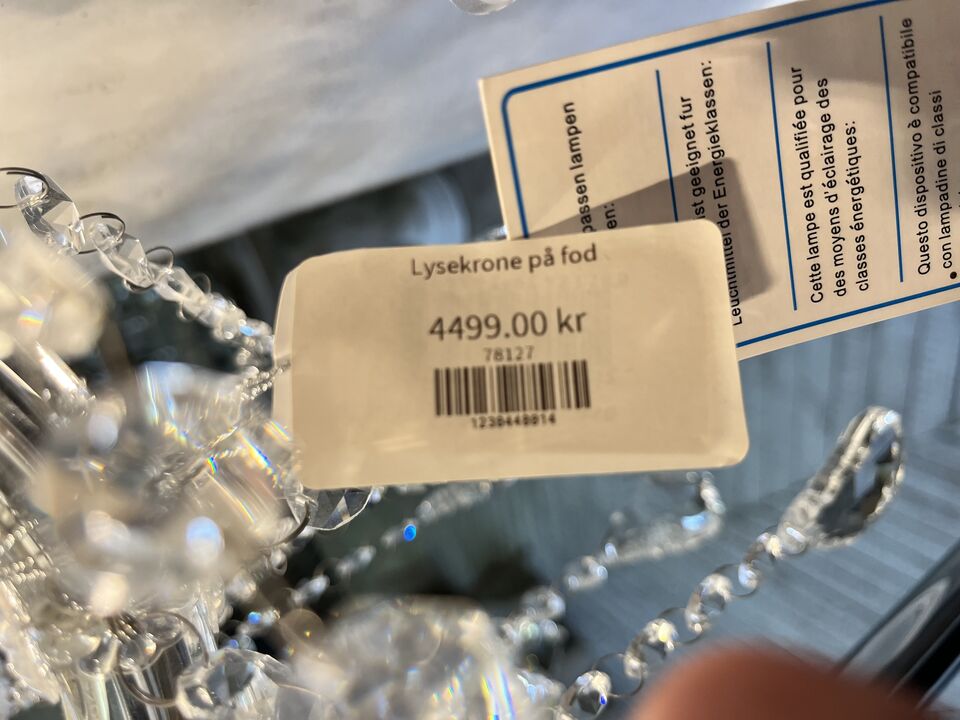 Lysekrone på fod
4499.00 kr
78127
passen lampen
en:
ist geeignet fur
Leuchtmittel der Energieklassen:
Cette lampe est qualifiée pour
des moyens d'éclairage des
classes énergétiques:
Questo dispositivo è compatibile
con lampadine di classi